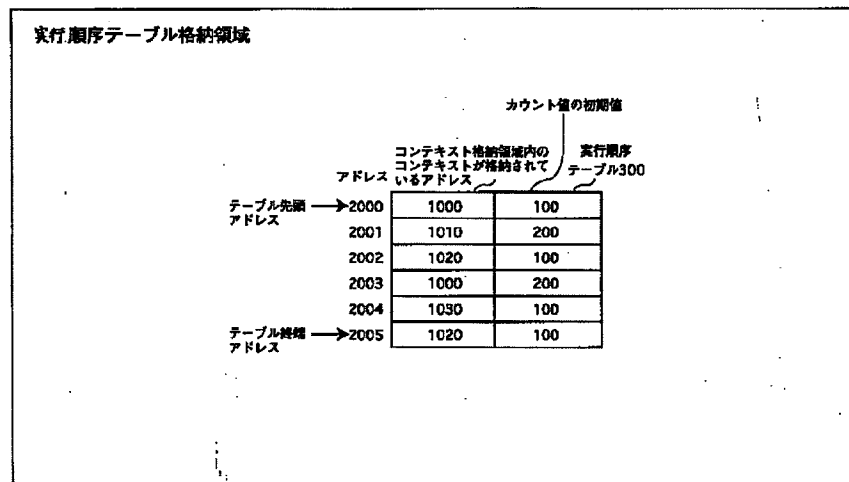 実行順序テーブル格納領域
カウント値の初期値
コンテキスト格納領域内の
コンテキストが格納されて
いるアドレス
実行順序
テーブル300
アドレス
テーブル先頭
アドレス
2000 1000 100
2001 1010 200
2002 1020 100
2003 1000 200
2004 1030 100
テーブル終端
アドレス
2005 1020 100